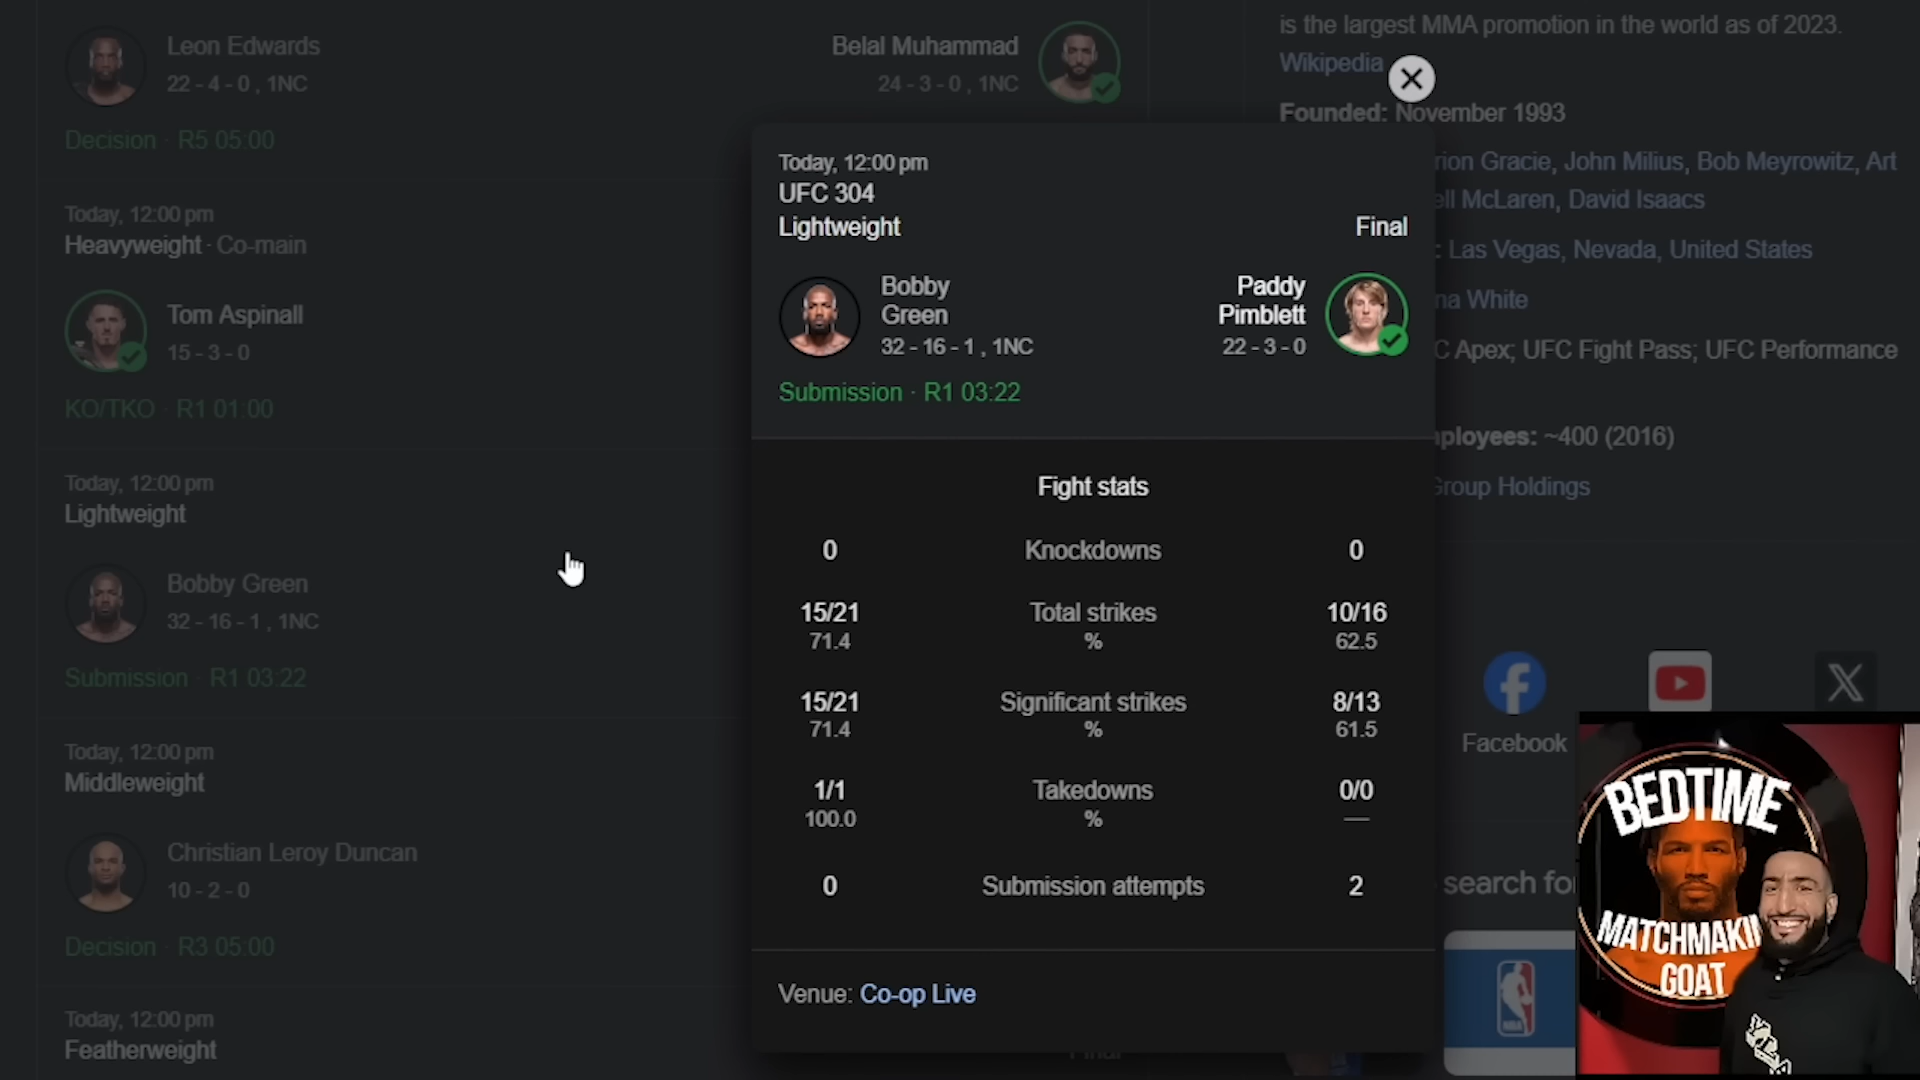 Leon Edwards
22 - 4 - 0 , 1NC
Belal Muhammad
24 - 3 - 0 , 1NC
Decision · R5 05:00
Today, 12:00 pm
Heavyweight · Co-main
Tom Aspinall
15 - 3 - 0
KO/TKO · R1 01:00
Today, 12:00 pm
Lightweight
Bobby Green
32 - 16 - 1 , 1NC
Submission · R1 03:22
Today, 12:00 pm
Middleweight
Christian Leroy Duncan
10 - 2 - 0
Decision · R3 05:00
Today, 12:00 pm
Featherweight
Today, 12:00 pm
UFC 304
Lightweight
Final
Bobby
Green
32 - 16 - 1 , 1NC
Paddy
Pimblett
22 - 3 - 0
Submission · R1 03:22
Fight stats
0 Knockdowns 0
15/21 Total strikes 10/16
71.4 % 62.5
15/21 Significant strikes 8/13
71.4 % 61.5
1/1 Takedowns 0/0
100.0 % —
0 Submission attempts 2
Venue: Co-op Live
is the largest MMA promotion in the world as of 2023.
Wikipedia
Founded: November 1993
Gracie, John Milius, Bob Meyrowitz, Art
McLaren, David Isaacs
Las Vegas, Nevada, United States
White
Apex; UFC Fight Pass; UFC Performance
~400 (2016)
Group Holdings
Facebook
search
NBA
BEDTIME
GOAT